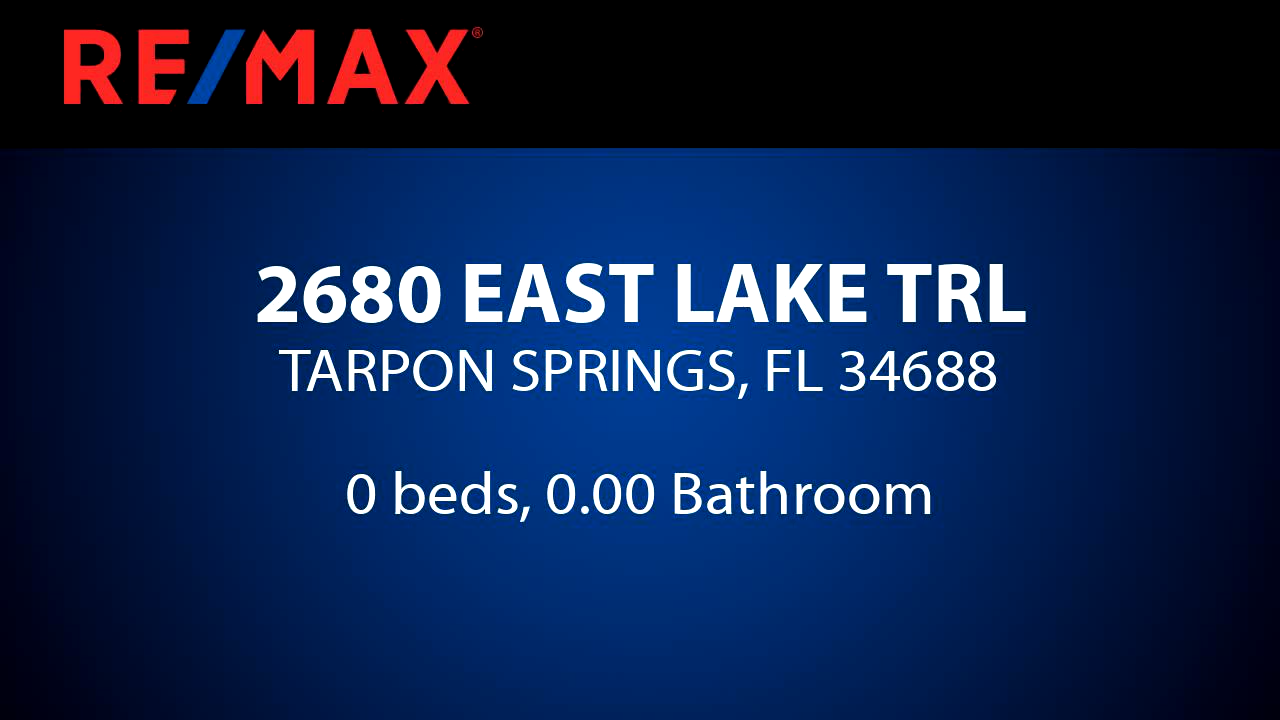 RE/MAX®
2680 EAST LAKE TRL
TARPON SPRINGS, FL 34688
0 beds, 0.00 Bathroom